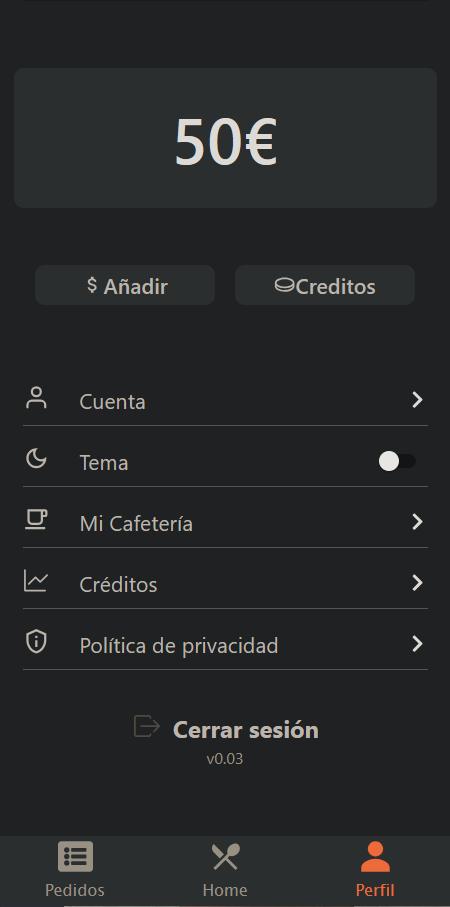 50€
Añadir
Creditos
Cuenta
Tema
Mi Cafetería
Créditos
Política de privacidad
Cerrar sesión
v0.03
Pedidos
Home
Perfil